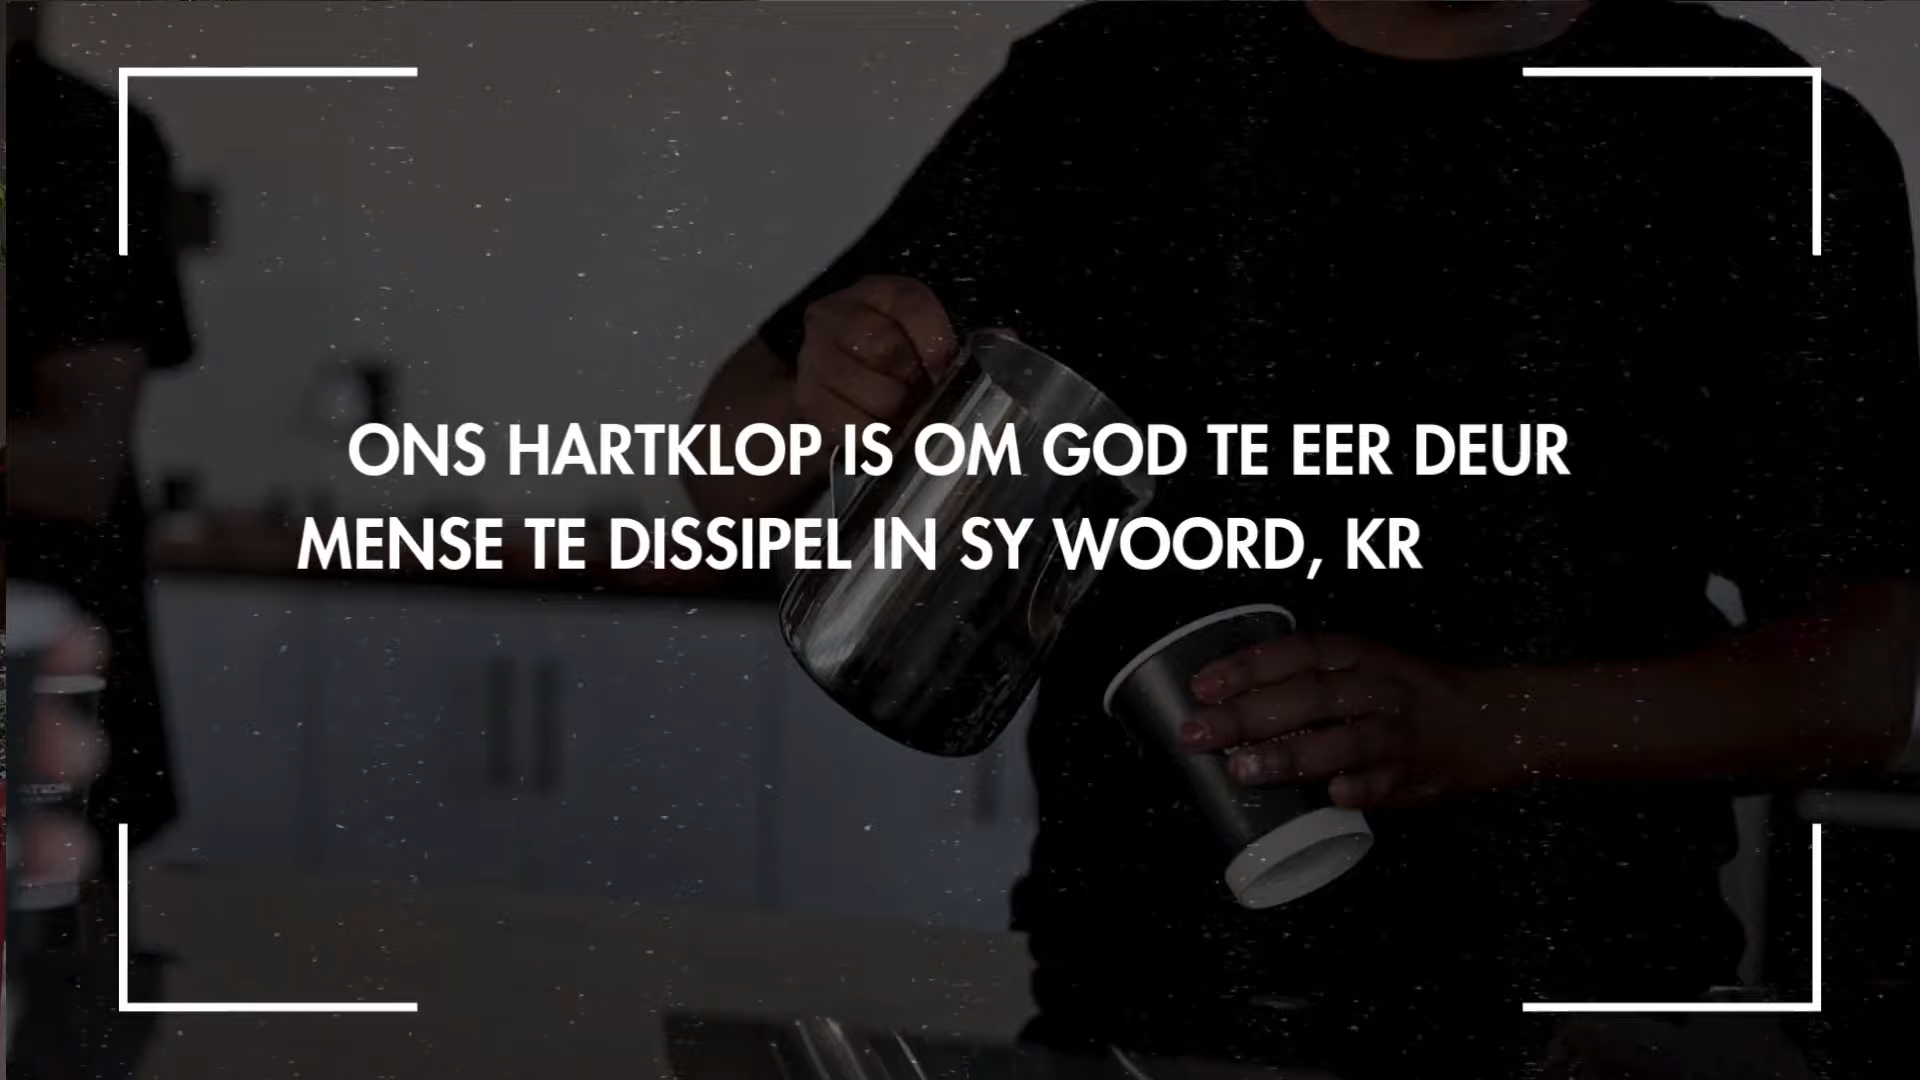 ONS HARTKLOP IS OM GOD TE EER DEUR
MENSE TE DISSIPEL IN SY WOORD, KR